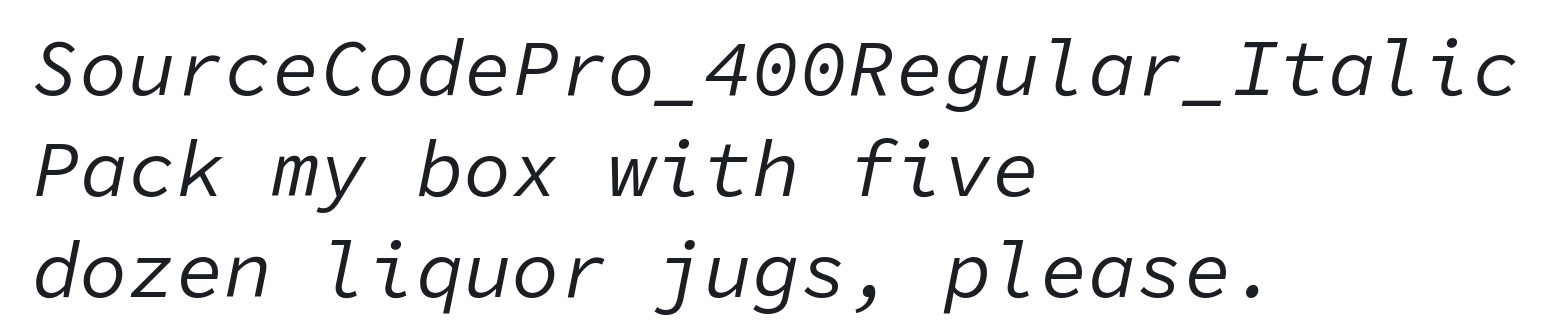 SourceCodePro_400Regular_Italic
Pack my box with five
dozen liquor jugs, please.